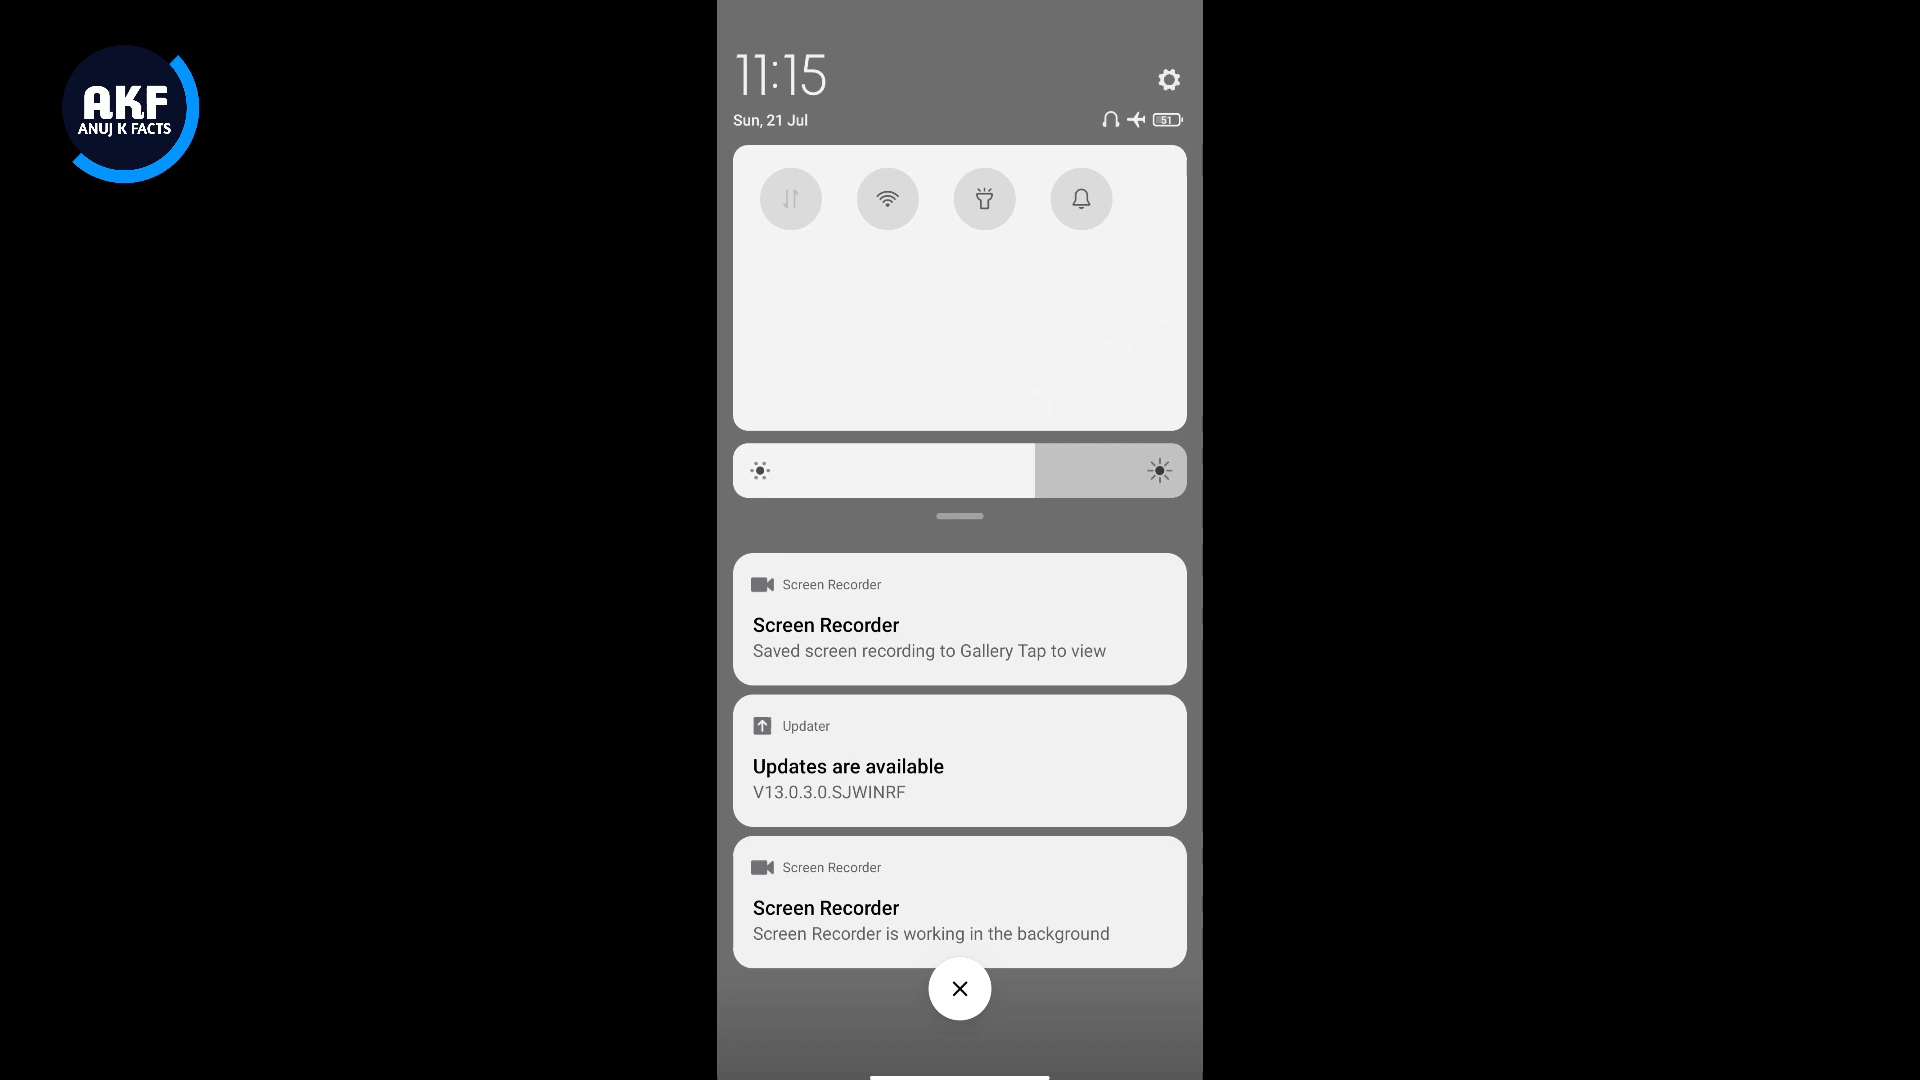 AKF
ANUJ K FACTS
11:15
Sun, 21 Jul
51
Screen Recorder
Screen Recorder
Saved screen recording to Gallery Tap to view
Updater
Updates are available
V13.0.3.0.SJWINRF
Screen Recorder
Screen Recorder
Screen Recorder is working in the background